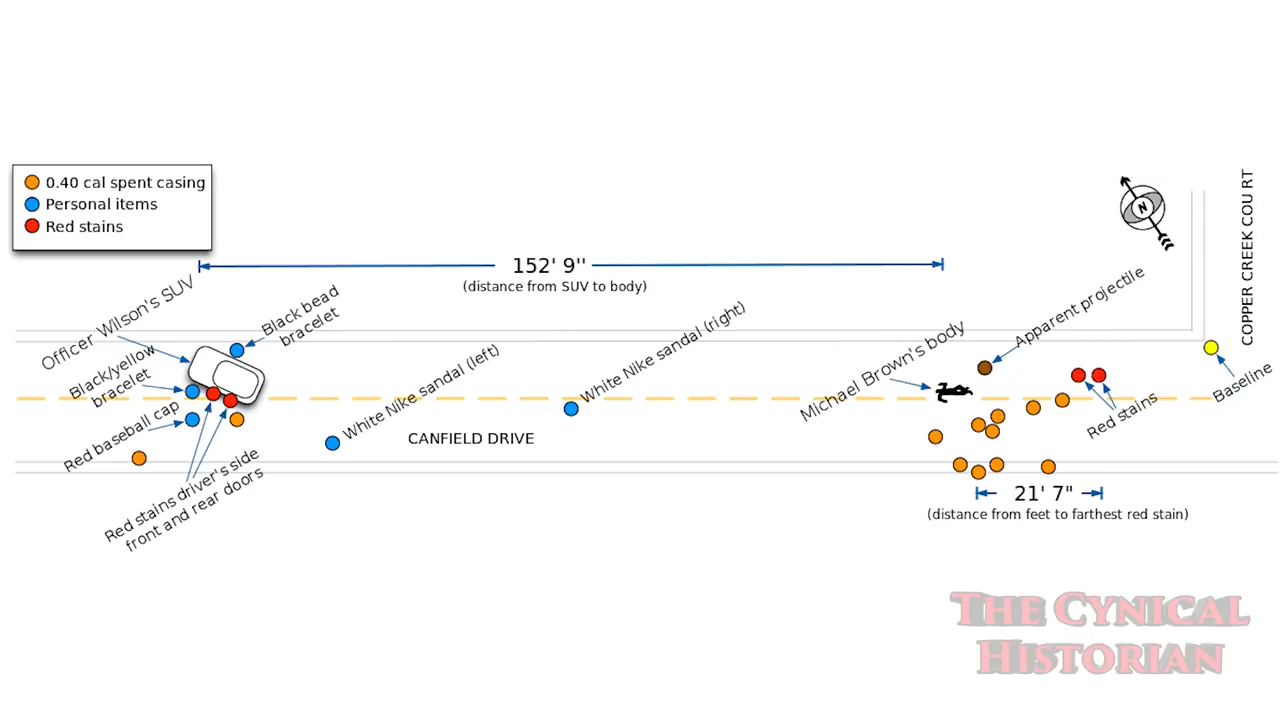 0.40 cal spent casing
Personal items
Red stains
N
COPPER CREEK COURT
152' 9''
(distance from SUV to body)
Officer Wilson's SUV
Black bead
bracelet
Black/yellow
bracelet
Red baseball cap
Red stains driver's side
front and rear doors
White Nike sandal (left)
White Nike sandal (right)
CANFIELD DRIVE
Michael Brown's body
Apparent projectile
Baseline
Red stains
21' 7"
(distance from feet to farthest red stain)
THE CYNICAL
HISTORIAN